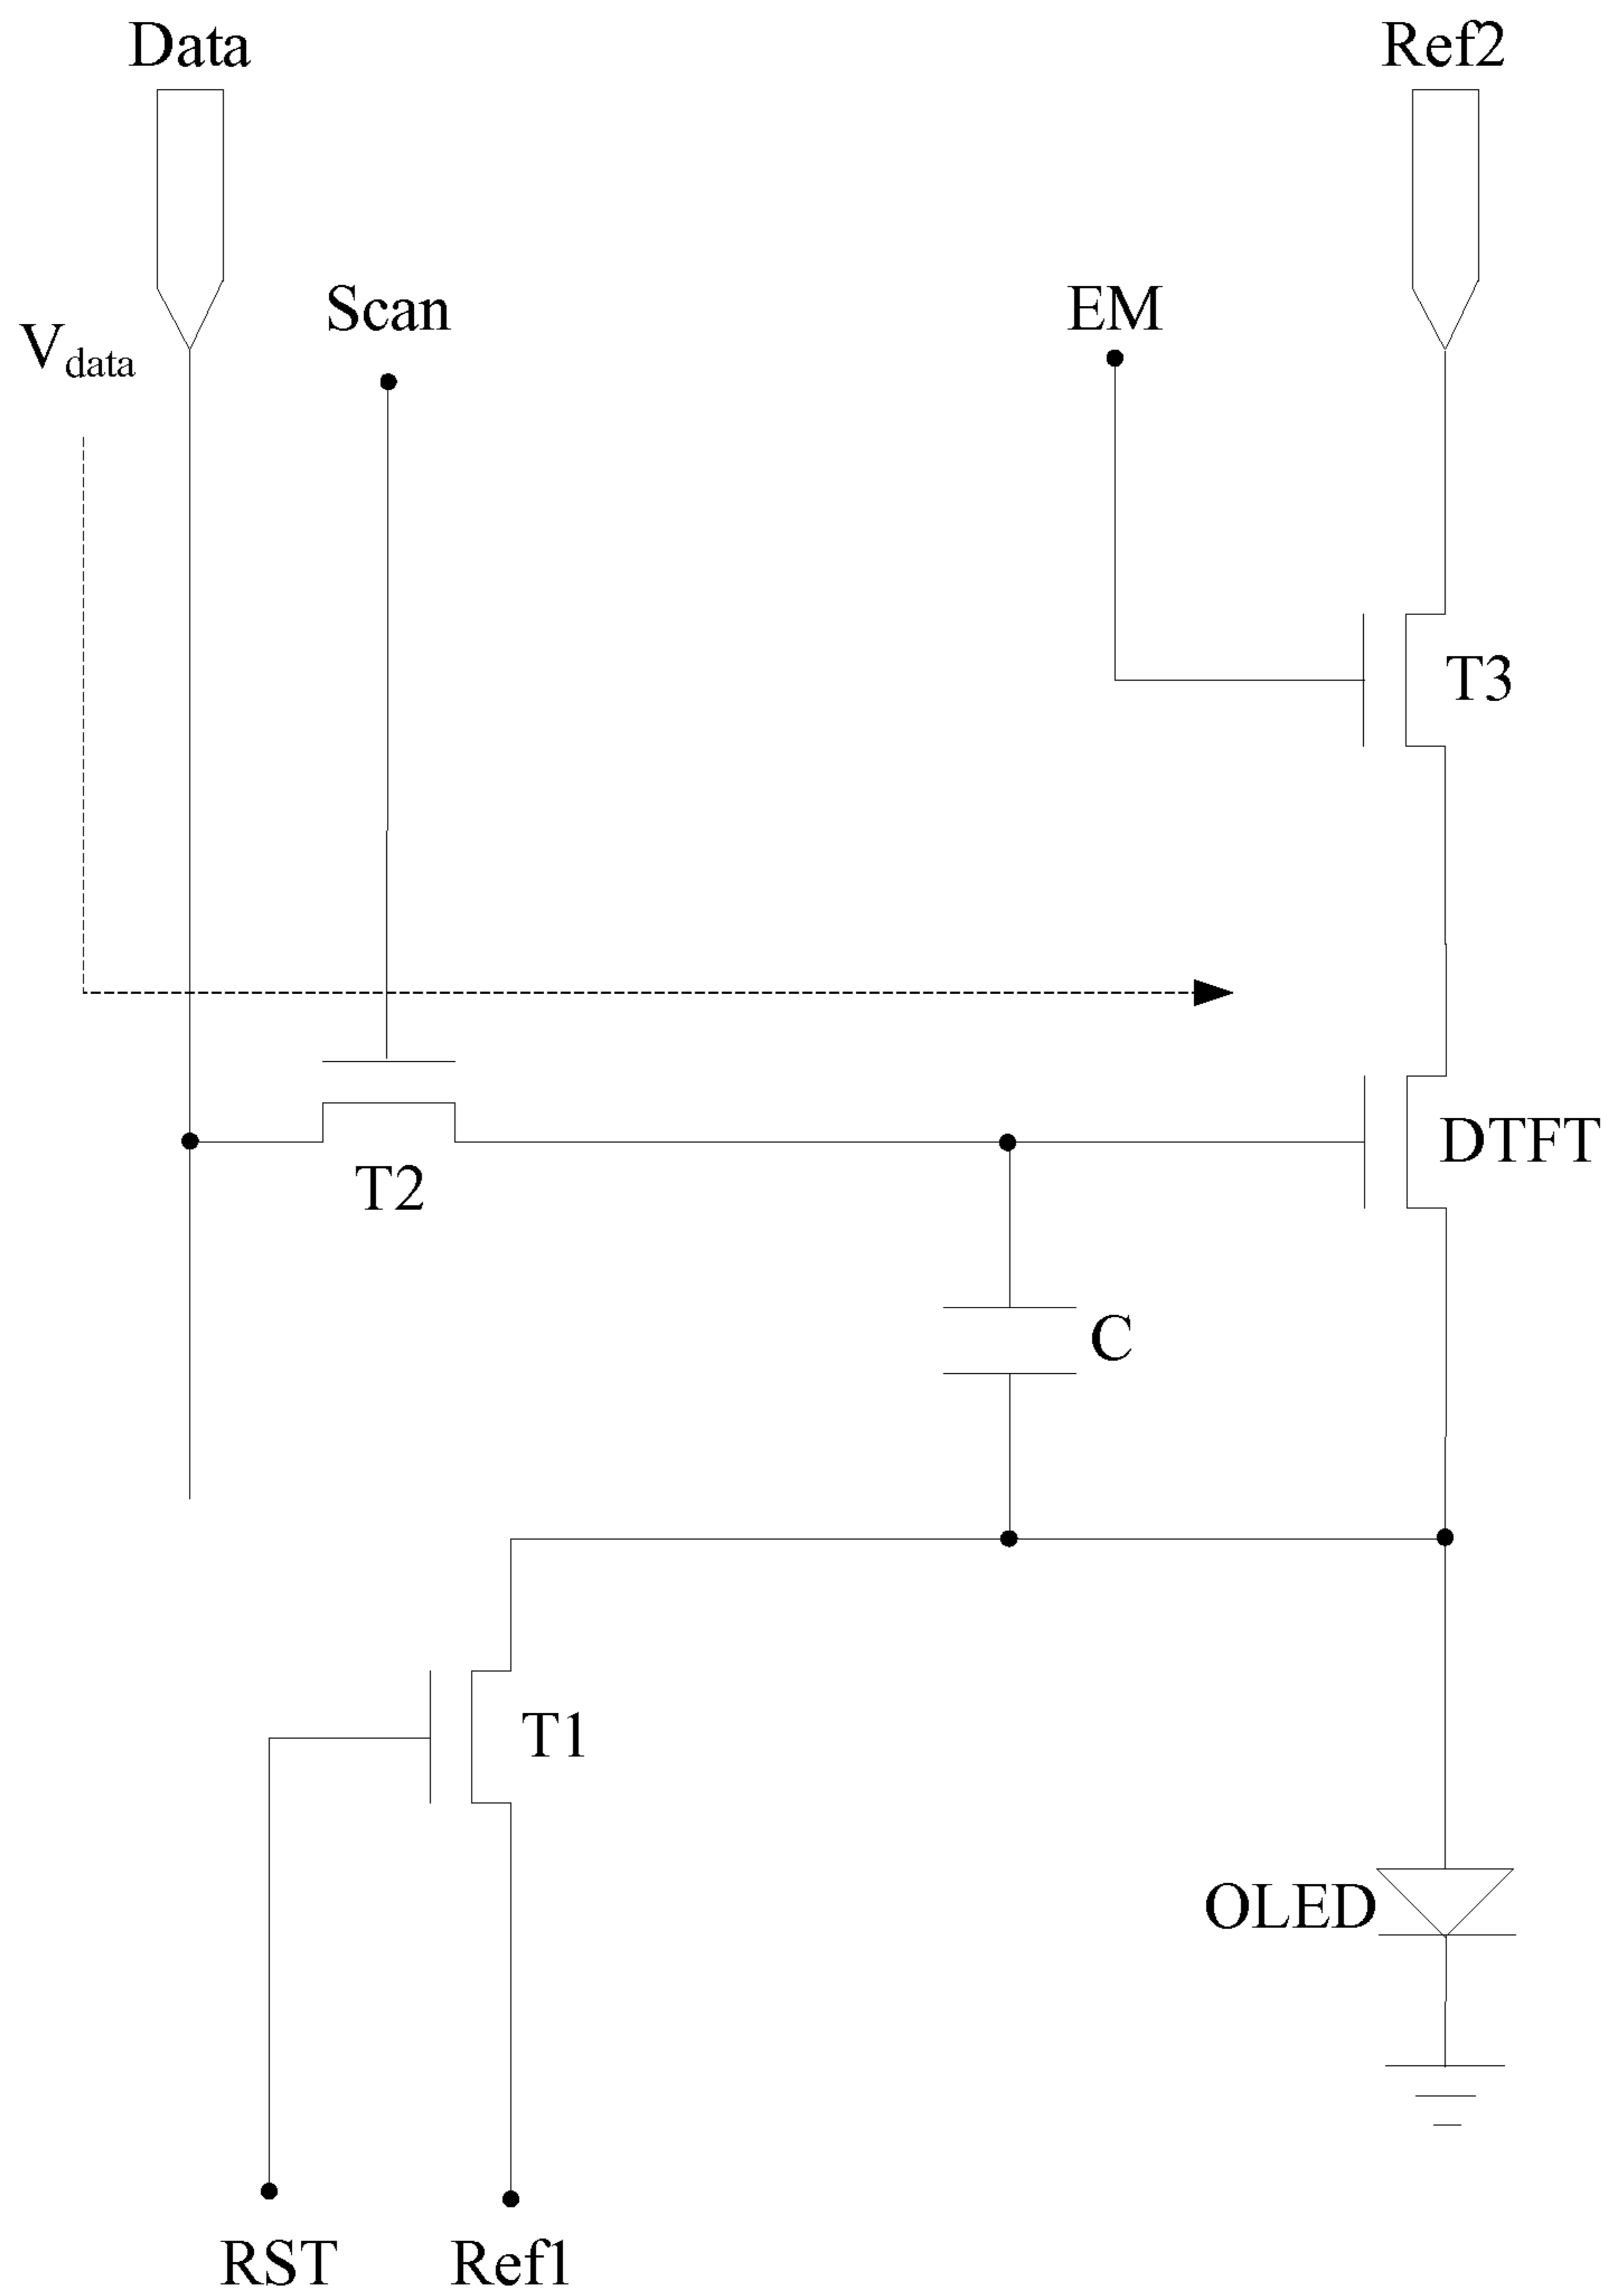 Data
Ref2
Scan
EM
Vdata
T3
DTFT
T2
C
T1
OLED
RST
Ref1